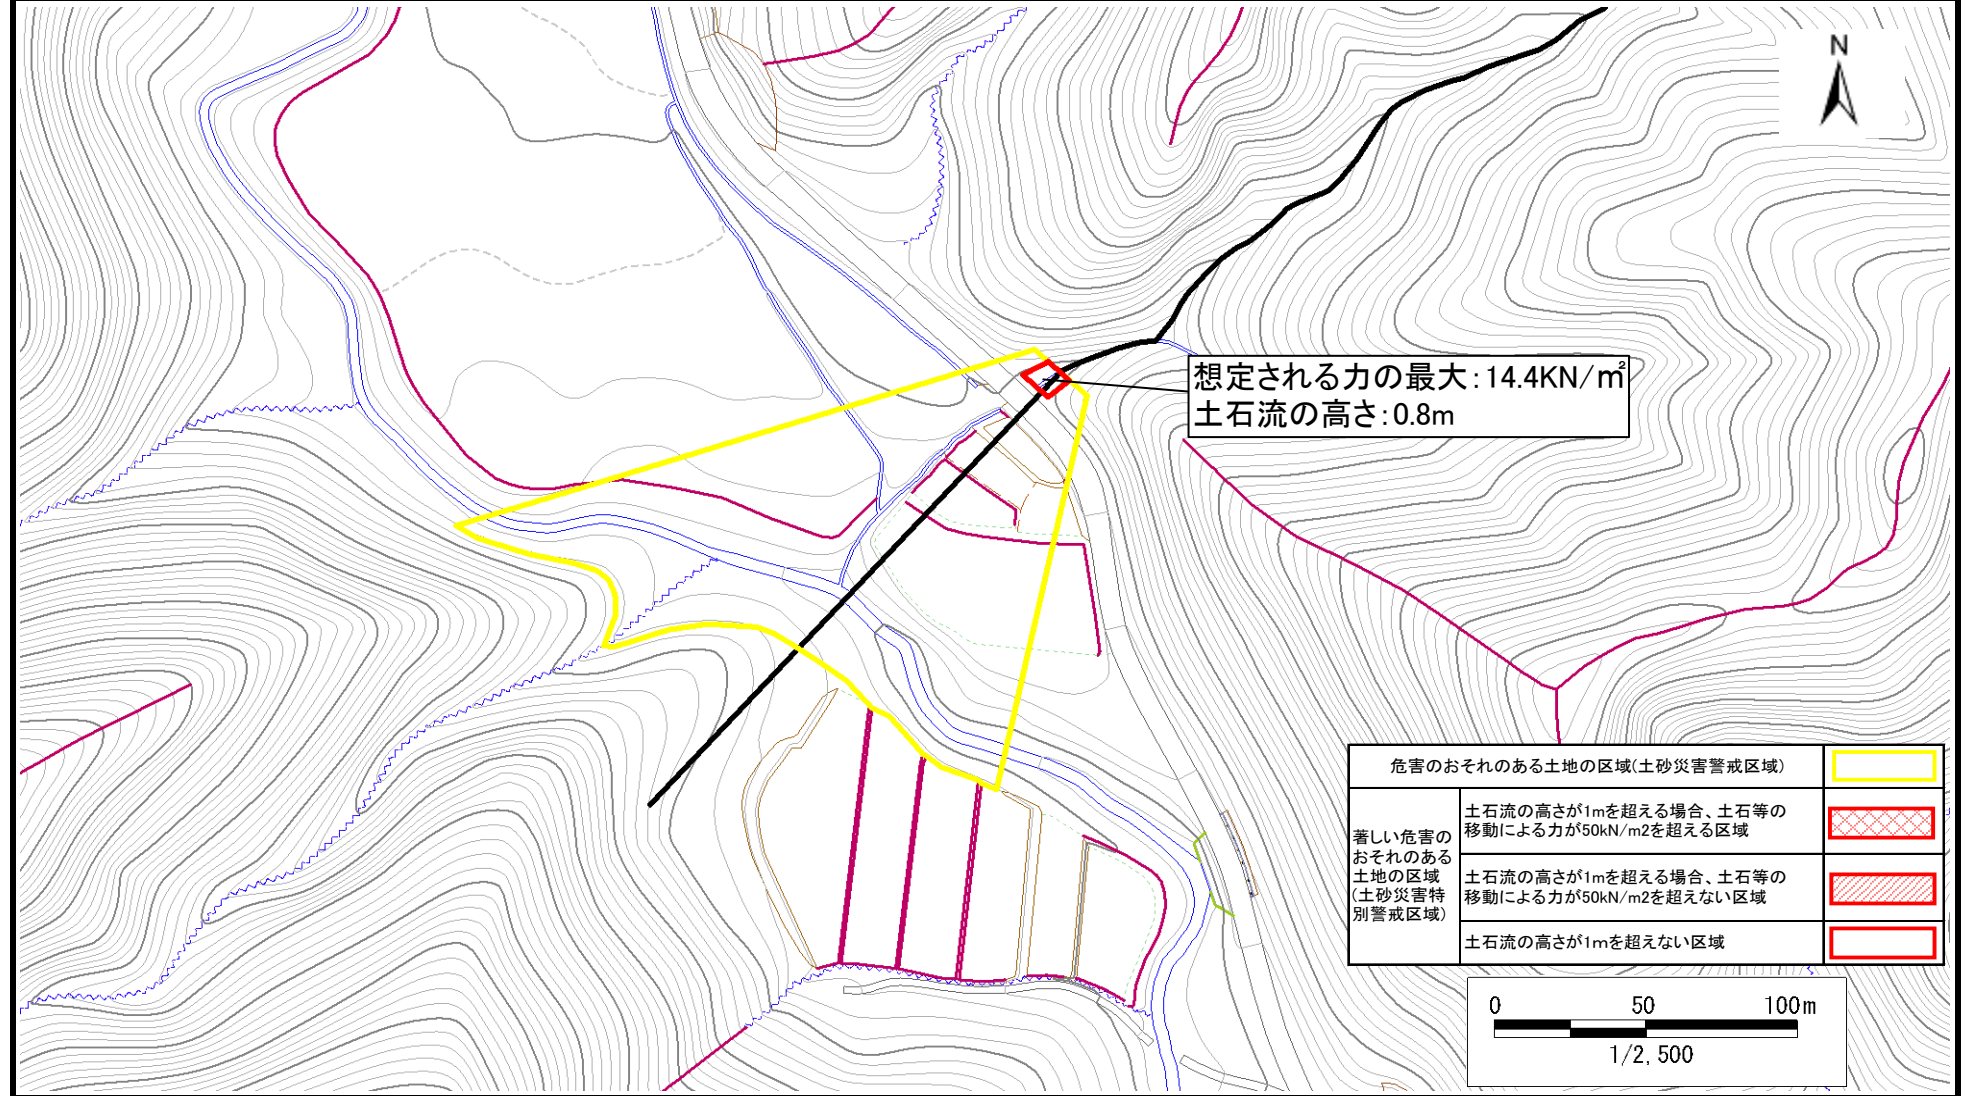 N
想定される力の最大:14.4KN/㎡
土石流の高さ:0.8m
危害のおそれのある土地の区域(土砂災害警戒区域)
著しい危害の
おそれのある
土地の区域
(土砂災害特
別警戒区域)
土石流の高さが1mを超える場合、土石等の
移動による力が50kN/m2を超える区域
土石流の高さが1mを超える場合、土石等の
移動による力が50kN/m2を超えない区域
土石流の高さが1mを超えない区域
0 50 100m
1/2,500